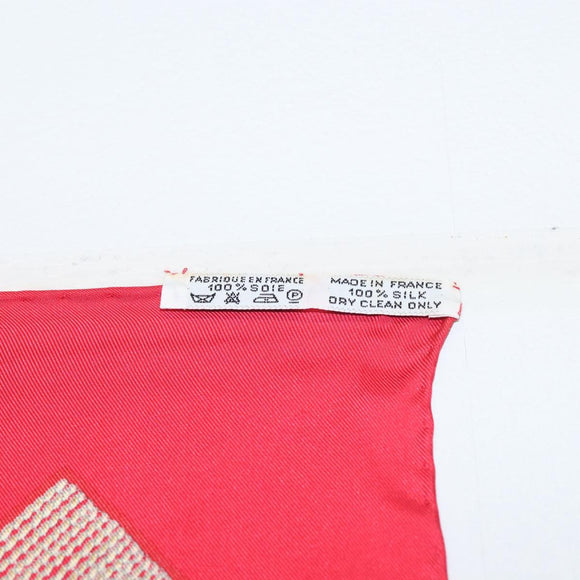 FABRIQUE EN FRANCE
100% SOIE
P
MADE IN FRANCE
100% SILK
DRY CLEAN ONLY